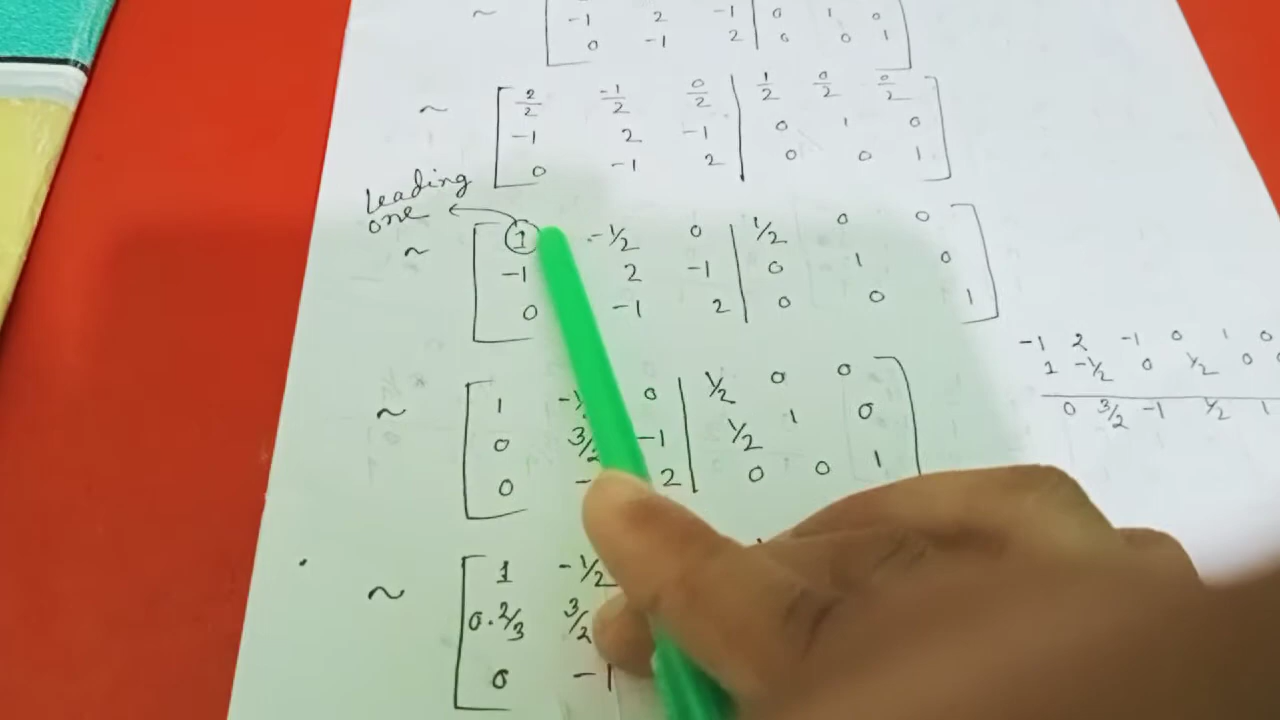 ~ -1 2 -1 | 0 1 0
0 -1 2 | 0 0 1
2/2 -1/2 0/2 | 1/2 0/2 0/2
~ -1 2 -1 | 0 1 0
0 -1 2 | 0 0 1
leading
one
1 -1/2 0 | 1/2 0 0
~ -1 2 -1 | 0 1 0
0 -1 2 | 0 0 1
-1 2 -1 0 1 0
1 -1/2 0 1/2 0
0 3/2 -1 1/2 1
1 0 | 1/2 0 0
~ 0 3/2 -1 | 1/2 1 0
0 - 2 | 0 0 1
1 -1/2
~ 0.2/3 3/2
0 -1